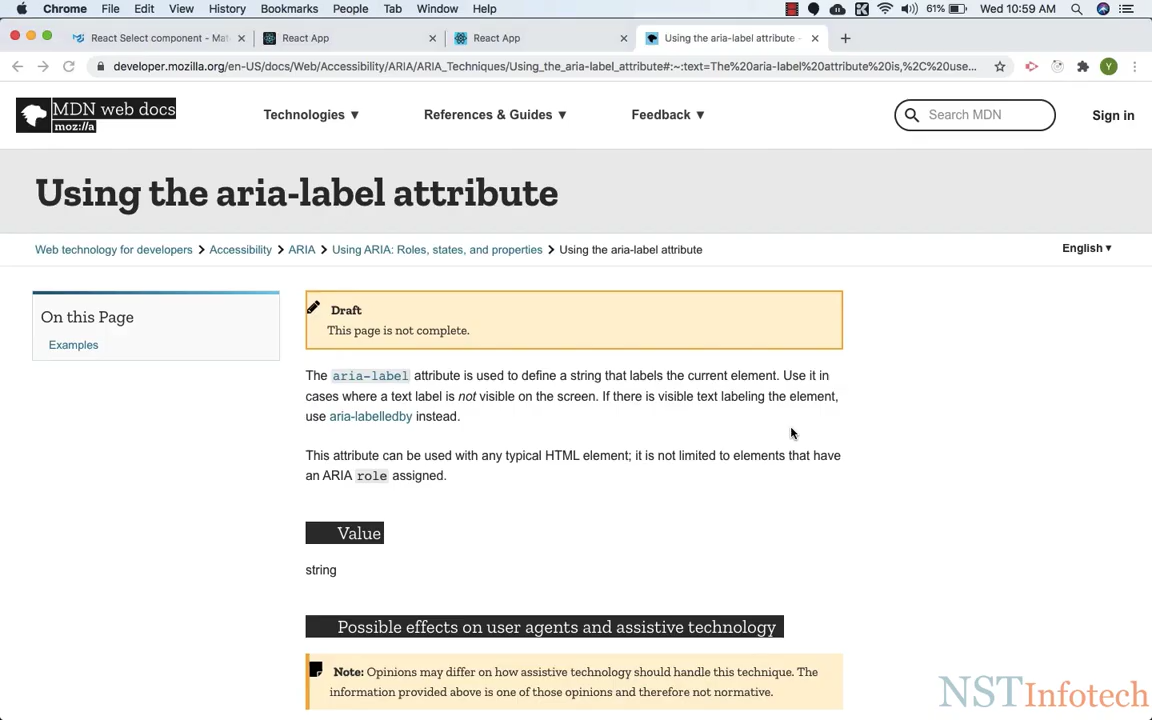 Chrome File Edit View History Bookmarks People Tab Window Help 61% Wed 10:59 AM
React Select component - Mat React App React App Using the aria-label attribute -
developer.mozilla.org/en-US/docs/Web/Accessibility/ARIA/ARIA_Techniques/Using_the_aria-label_attribute#:~:text=The%20aria-label%20attribute%20is,%2C%20use... Y
MDN web docs
moz://a
Technologies ▼ References & Guides ▼ Feedback ▼ Search MDN Sign in
Using the aria-label attribute
Web technology for developers > Accessibility > ARIA > Using ARIA: Roles, states, and properties > Using the aria-label attribute English ▼
On this Page
Examples
Draft
This page is not complete.
The aria-label attribute is used to define a string that labels the current element. Use it in
cases where a text label is not visible on the screen. If there is visible text labeling the element,
use aria-labelledby instead.
This attribute can be used with any typical HTML element; it is not limited to elements that have
an ARIA role assigned.
Value
string
Possible effects on user agents and assistive technology
Note: Opinions may differ on how assistive technology should handle this technique. The
information provided above is one of those opinions and therefore not normative.
NSTInfotech